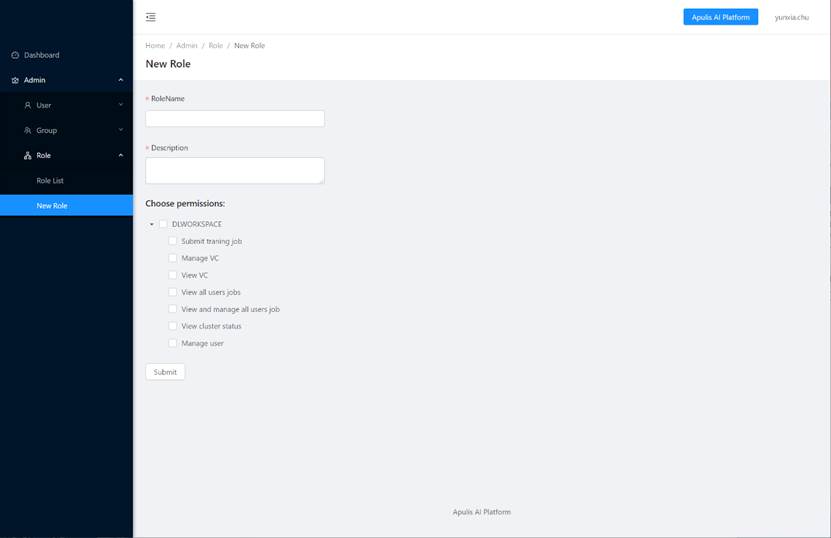 Apulis AI Platform
yunxia.chu
Dashboard
Admin
User
Group
Role
Role List
New Role
Home / Admin / Role / New Role
New Role
* RoleName
* Description
Choose permissions:
DLWORKSPACE
Submit traning job
Manage VC
View VC
View all users jobs
View and manage all users job
View cluster status
Manage user
Submit
Apulis AI Platform